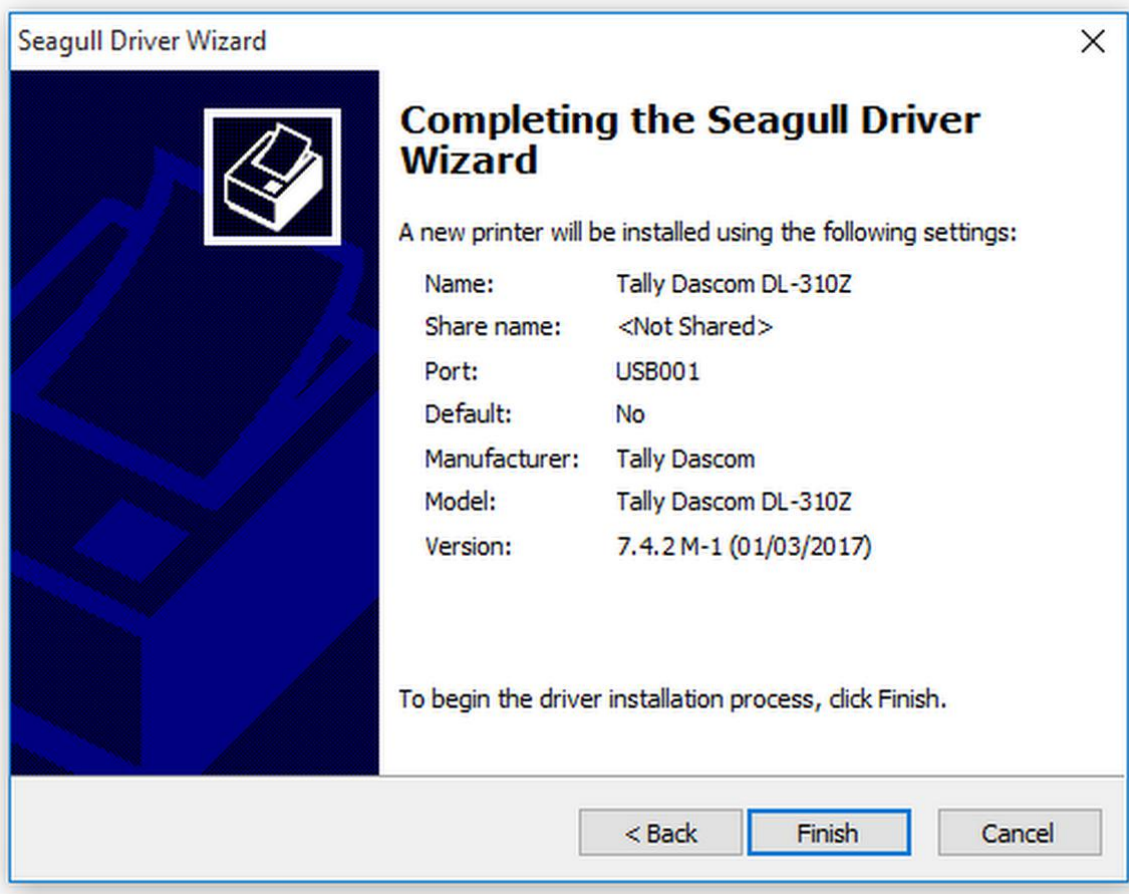 Seagull Driver Wizard
Completing the Seagull Driver
Wizard
A new printer will be installed using the following settings:
Name: Tally Dascom DL-310Z
Share name: <Not Shared>
Port: USB001
Default: No
Manufacturer: Tally Dascom
Model: Tally Dascom DL-310Z
Version: 7.4.2 M-1 (01/03/2017)
To begin the driver installation process, click Finish.
< Back Finish Cancel